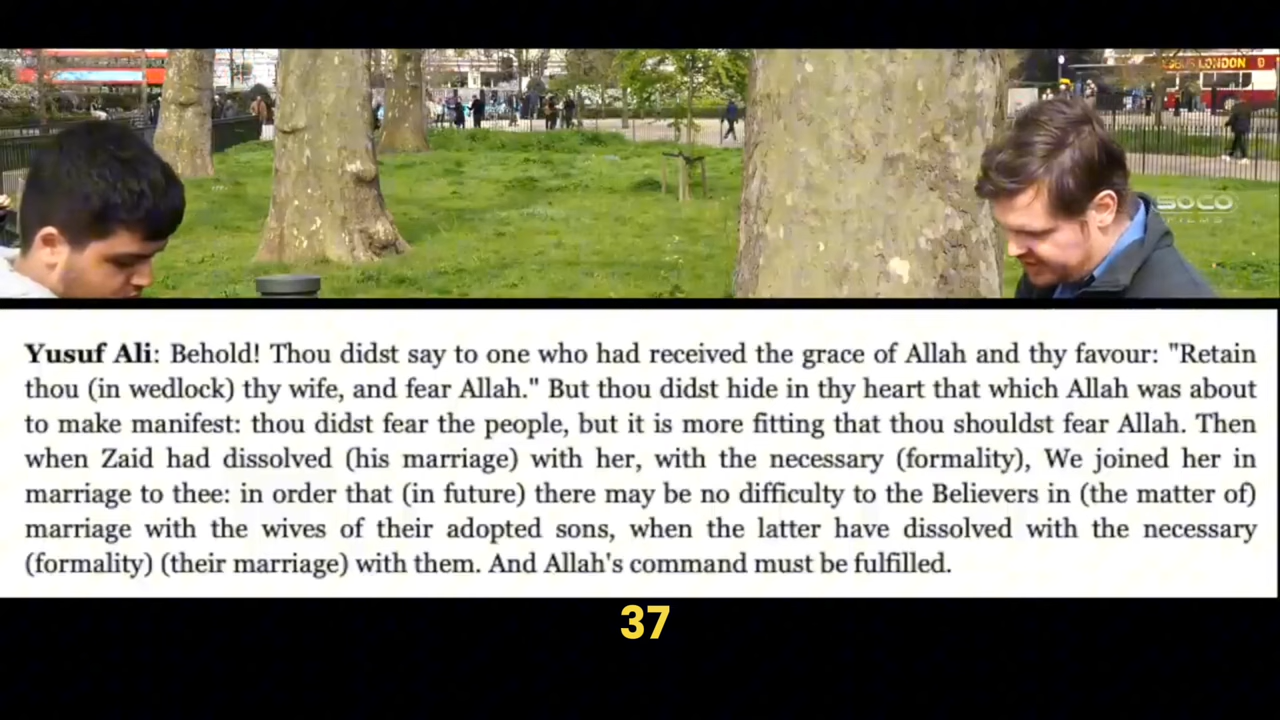 LONDON
SOCO
FILMS
Yusuf Ali: Behold! Thou didst say to one who had received the grace of Allah and thy favour: "Retain
thou (in wedlock) thy wife, and fear Allah." But thou didst hide in thy heart that which Allah was about
to make manifest: thou didst fear the people, but it is more fitting that thou shouldst fear Allah. Then
when Zaid had dissolved (his marriage) with her, with the necessary (formality), We joined her in
marriage to thee: in order that (in future) there may be no difficulty to the Believers in (the matter of)
marriage with the wives of their adopted sons, when the latter have dissolved with the necessary
(formality) (their marriage) with them. And Allah's command must be fulfilled.
37